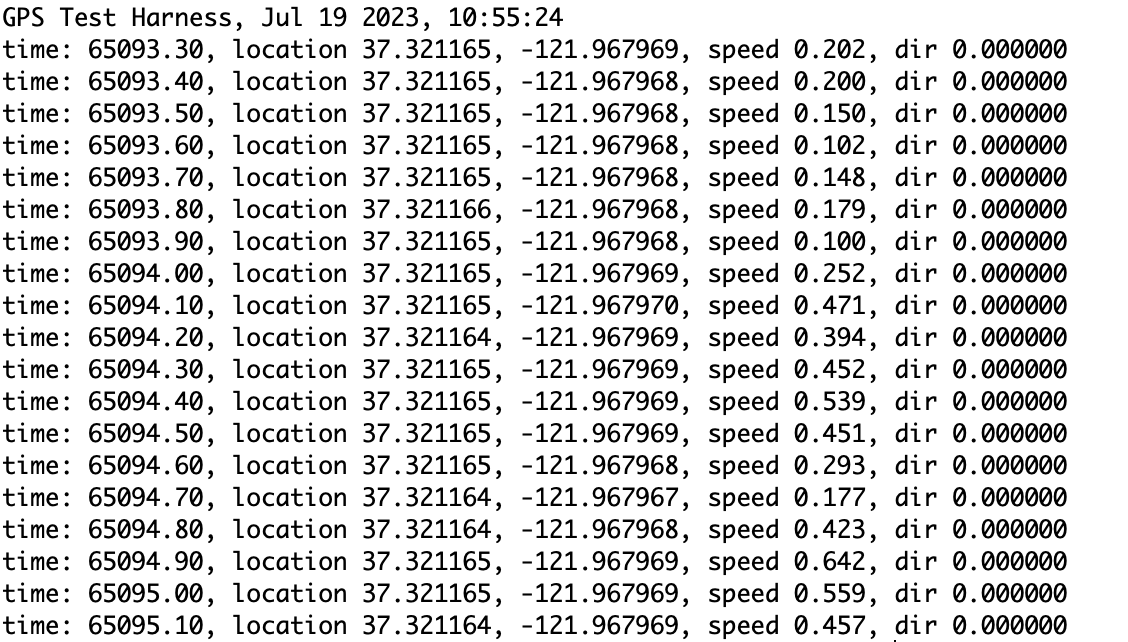 GPS Test Harness, Jul 19 2023, 10:55:24
time: 65093.30, location 37.321165, -121.967969, speed 0.202, dir 0.000000
time: 65093.40, location 37.321165, -121.967968, speed 0.200, dir 0.000000
time: 65093.50, location 37.321165, -121.967968, speed 0.150, dir 0.000000
time: 65093.60, location 37.321165, -121.967968, speed 0.102, dir 0.000000
time: 65093.70, location 37.321165, -121.967968, speed 0.148, dir 0.000000
time: 65093.80, location 37.321166, -121.967968, speed 0.179, dir 0.000000
time: 65093.90, location 37.321165, -121.967968, speed 0.100, dir 0.000000
time: 65094.00, location 37.321165, -121.967969, speed 0.252, dir 0.000000
time: 65094.10, location 37.321165, -121.967970, speed 0.471, dir 0.000000
time: 65094.20, location 37.321164, -121.967969, speed 0.394, dir 0.000000
time: 65094.30, location 37.321165, -121.967969, speed 0.452, dir 0.000000
time: 65094.40, location 37.321165, -121.967969, speed 0.539, dir 0.000000
time: 65094.50, location 37.321165, -121.967969, speed 0.451, dir 0.000000
time: 65094.60, location 37.321165, -121.967968, speed 0.293, dir 0.000000
time: 65094.70, location 37.321164, -121.967967, speed 0.177, dir 0.000000
time: 65094.80, location 37.321164, -121.967968, speed 0.423, dir 0.000000
time: 65094.90, location 37.321165, -121.967969, speed 0.642, dir 0.000000
time: 65095.00, location 37.321165, -121.967969, speed 0.559, dir 0.000000
time: 65095.10, location 37.321164, -121.967969, speed 0.457, dir 0.000000